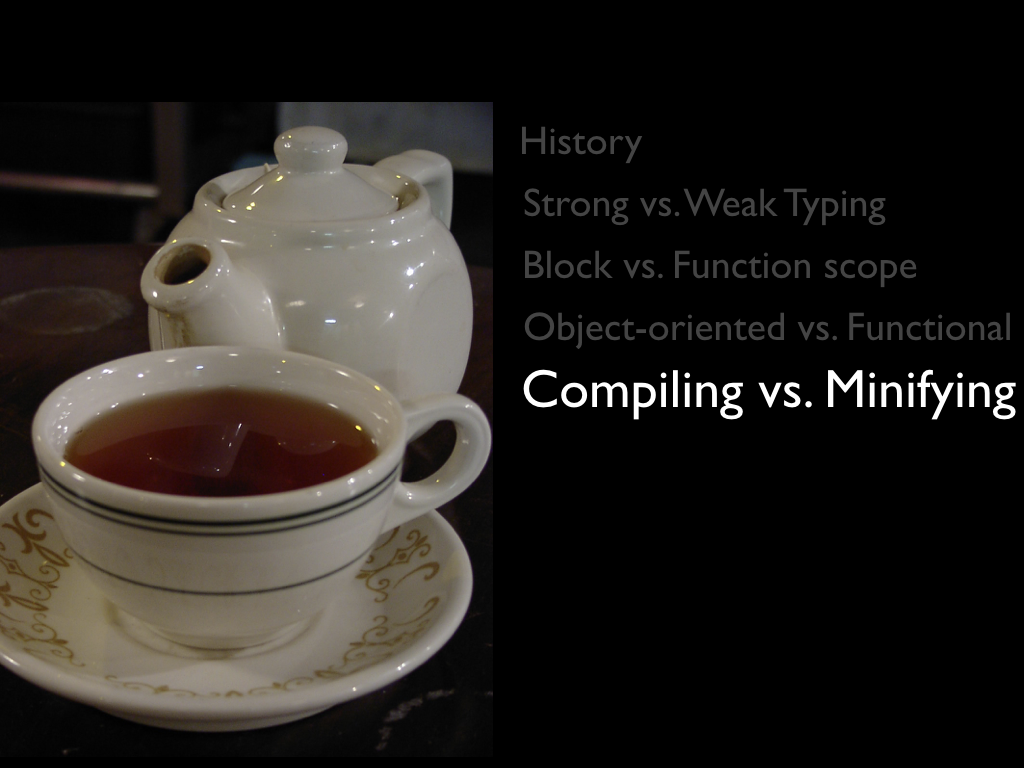 History
Strong vs. Weak Typing
Block vs. Function scope
Object-oriented vs. Functional
Compiling vs. Minifying